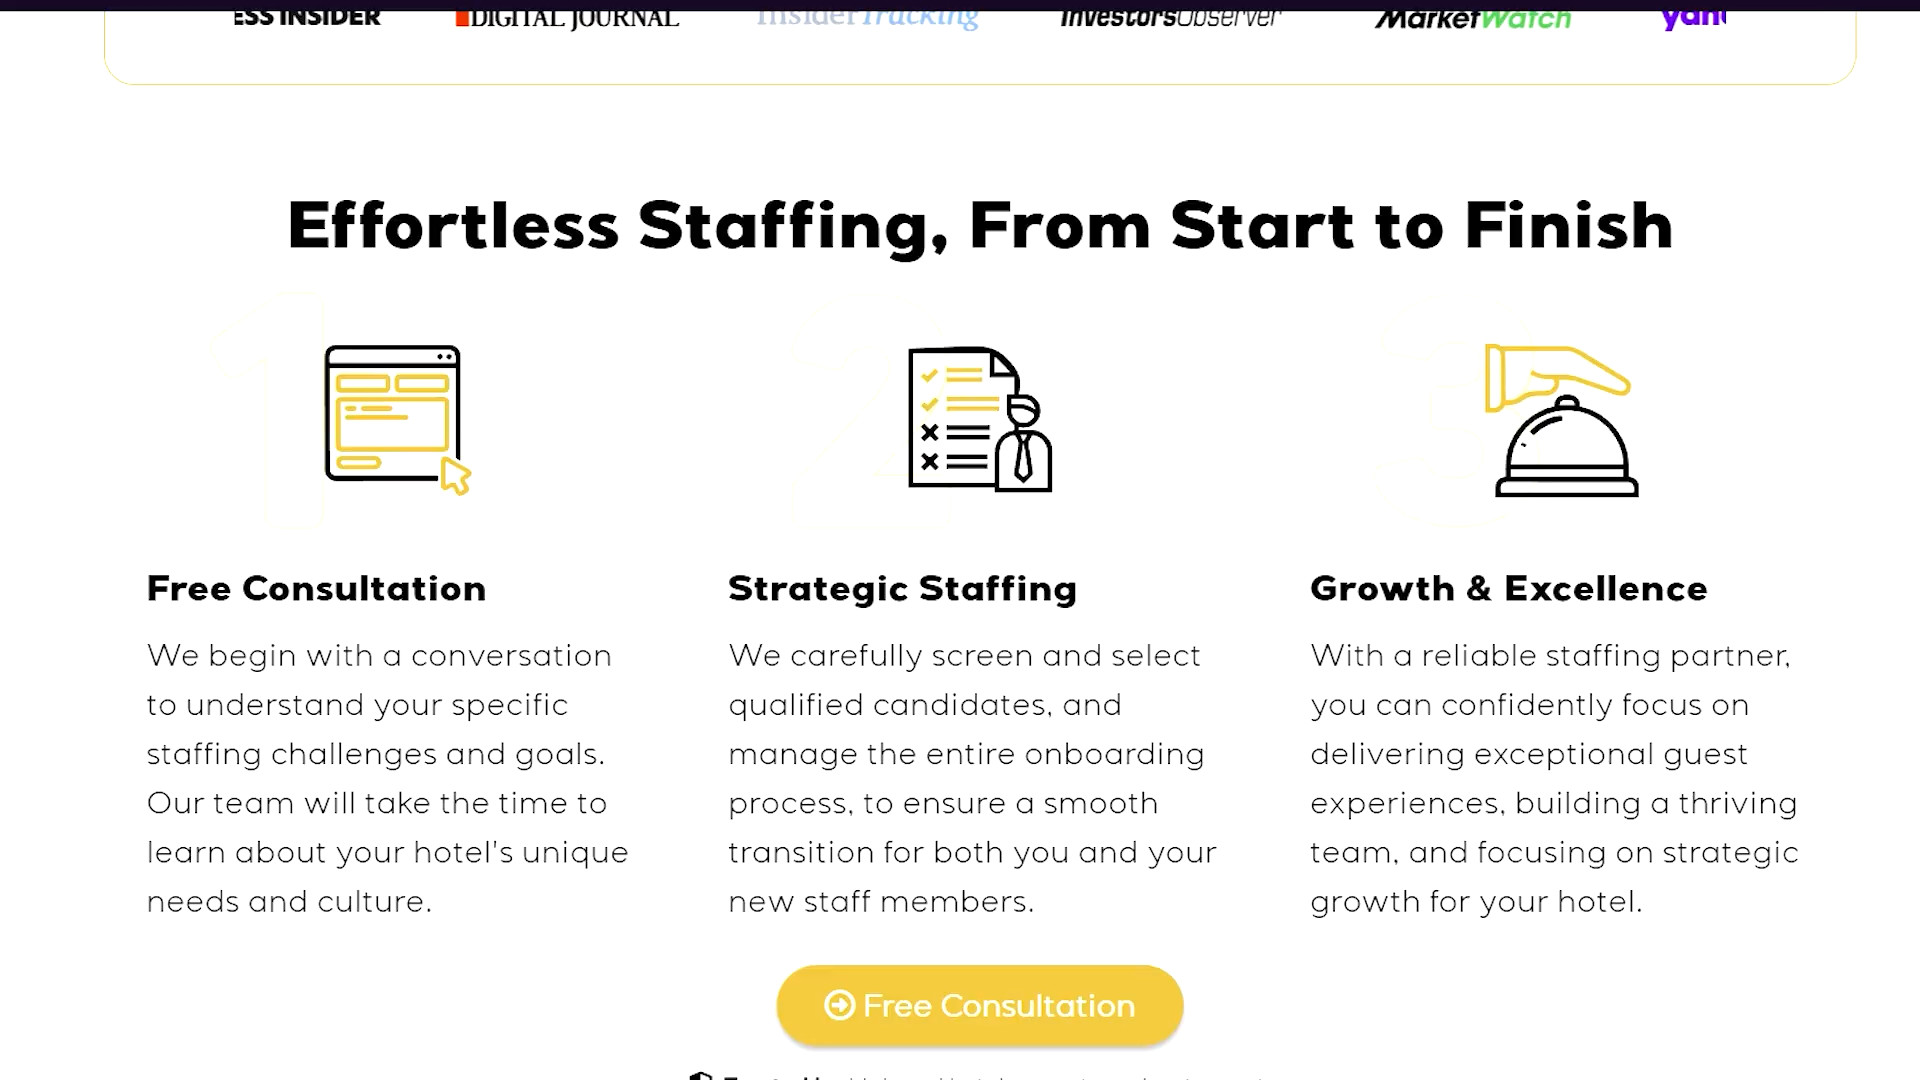 ESS INSIDER DIGITAL JOURNAL InsiderTracking InvestorsObserver MarketWatch
Effortless Staffing, From Start to Finish
Free Consultation
We begin with a conversation
to understand your specific
staffing challenges and goals.
Our team will take the time to
learn about your hotel's unique
needs and culture.
Strategic Staffing
We carefully screen and select
qualified candidates, and
manage the entire onboarding
process, to ensure a smooth
transition for both you and your
new staff members.
Growth & Excellence
With a reliable staffing partner,
you can confidently focus on
delivering exceptional guest
experiences, building a thriving
team, and focusing on strategic
growth for your hotel.
Free Consultation